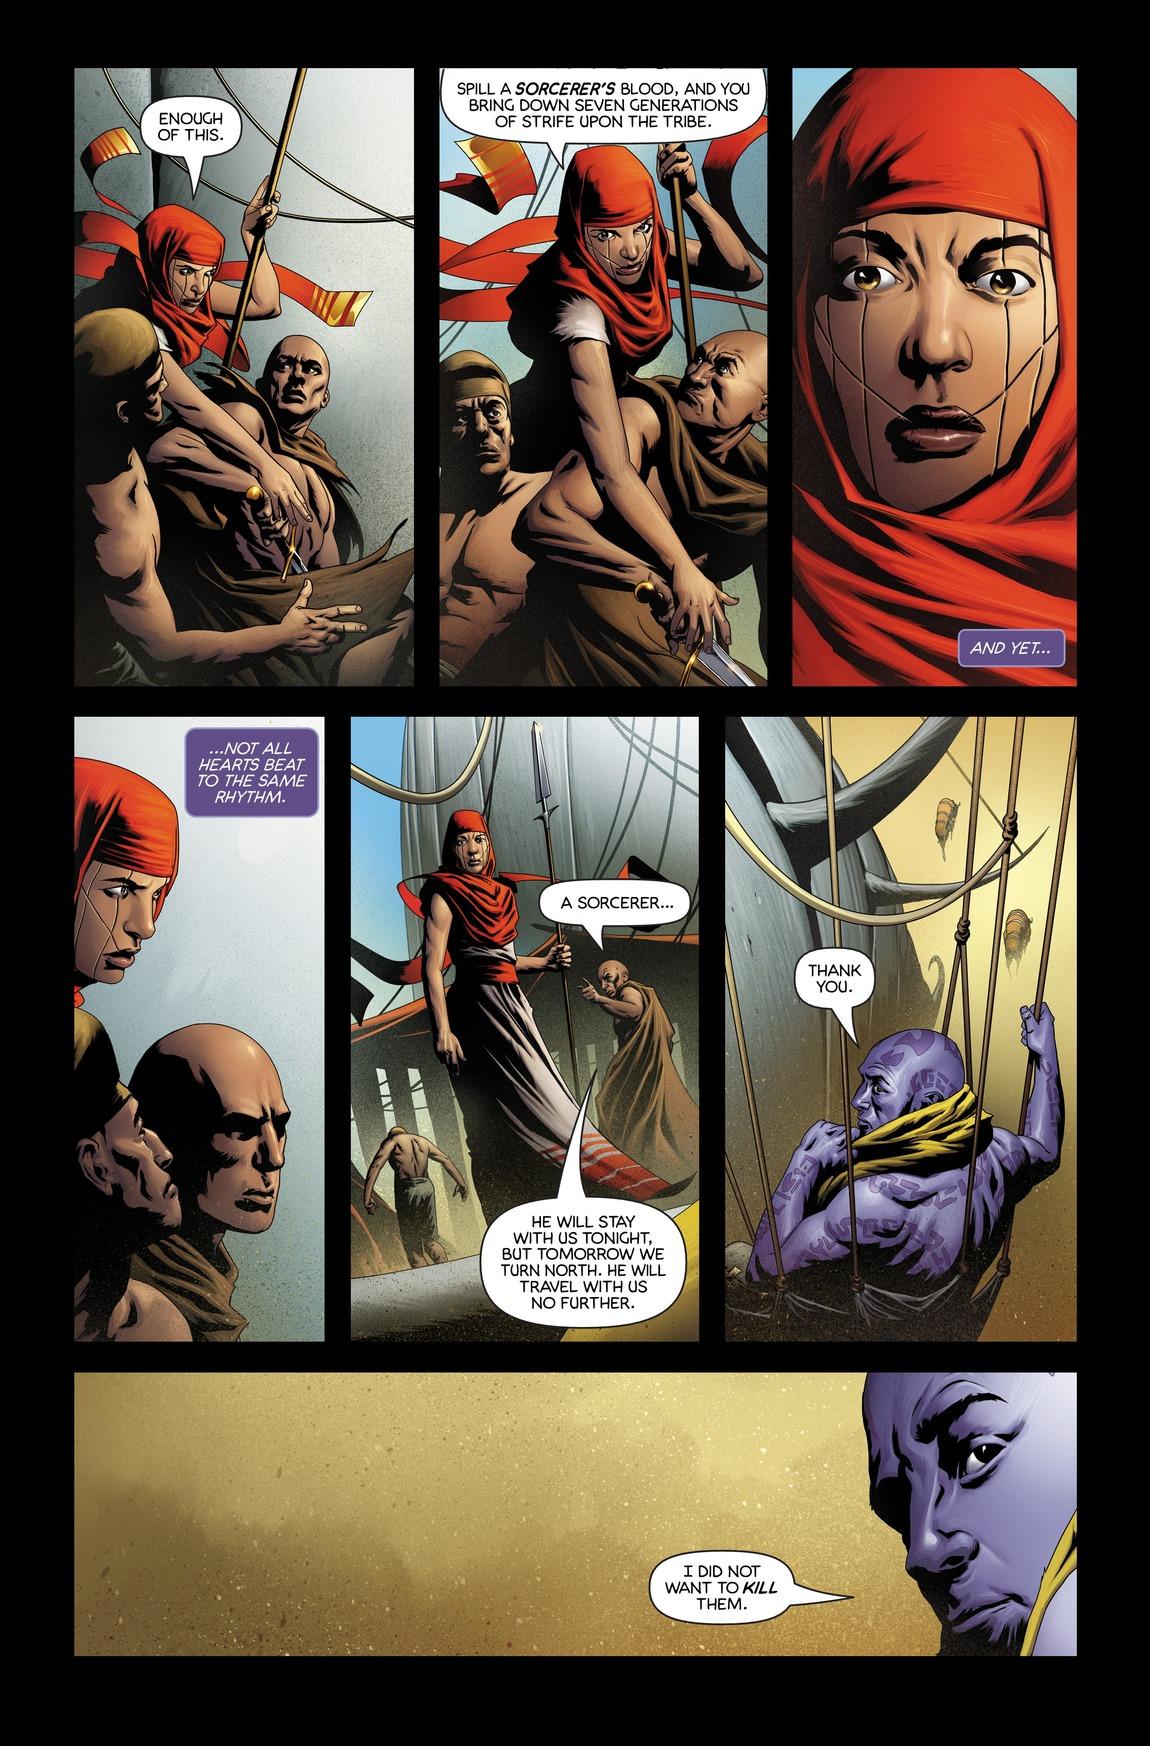 ENOUGH
OF THIS.
SPILL A SORCERER'S BLOOD, AND YOU
BRING DOWN SEVEN GENERATIONS
OF STRIFE UPON THE TRIBE.
AND YET...
...NOT ALL
HEARTS BEAT
TO THE SAME
RHYTHM.
A SORCERER...
HE WILL STAY
WITH US TONIGHT,
BUT TOMORROW WE
TURN NORTH. HE WILL
TRAVEL WITH US
NO FURTHER.
THANK
YOU.
I DID NOT
WANT TO KILL
THEM.